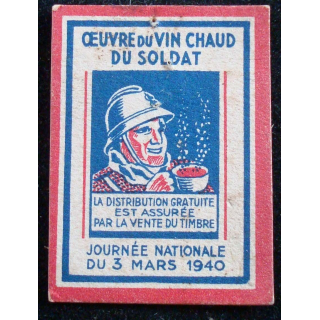 ŒUVRE DU VIN CHAUD
DU SOLDAT
LA DISTRIBUTION GRATUITE
EST ASSURÉE
PAR LA VENTE DU TIMBRE
JOURNÉE NATIONALE
DU 3 MARS 1940